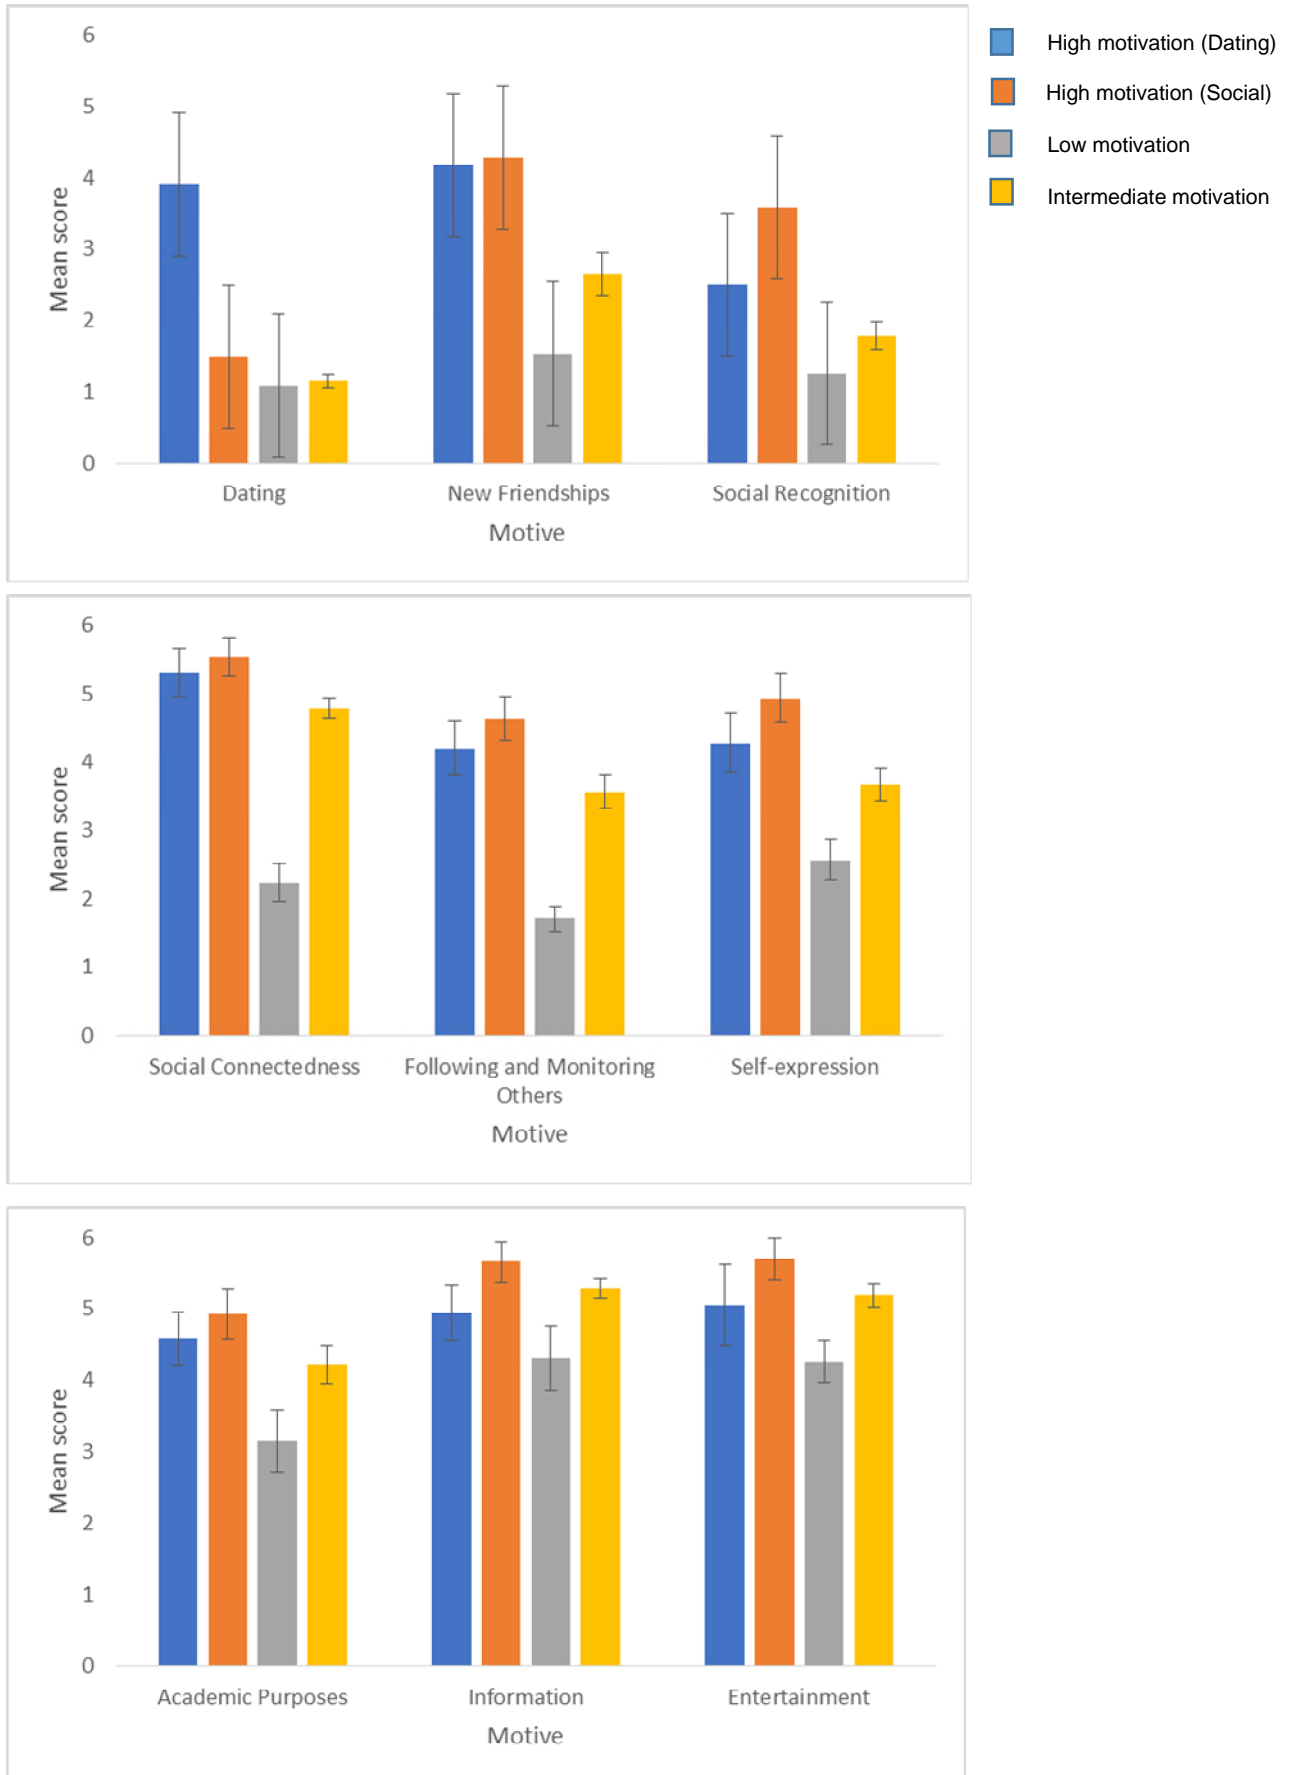 6
5
4
3
2
1
0
Mean score
Dating
New Friendships
Social Recognition
Motive
High motivation (Dating)
High motivation (Social)
Low motivation
Intermediate motivation
6
5
4
3
2
1
0
Mean score
Social Connectedness
Following and Monitoring
Others
Self-expression
Motive
6
5
4
3
2
1
0
Mean score
Academic Purposes
Information
Entertainment
Motive